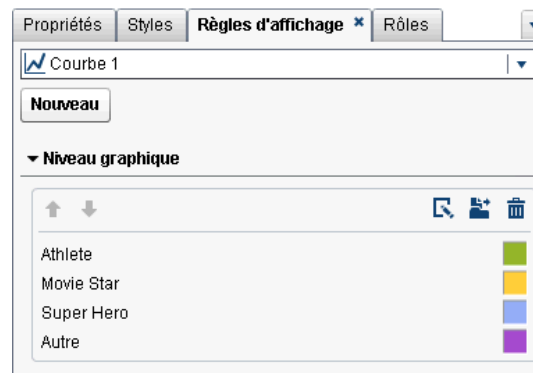 Propriétés Styles Règles d'affichage × Rôles
Courbe 1
Nouveau
Niveau graphique
Athlete
Movie Star
Super Hero
Autre